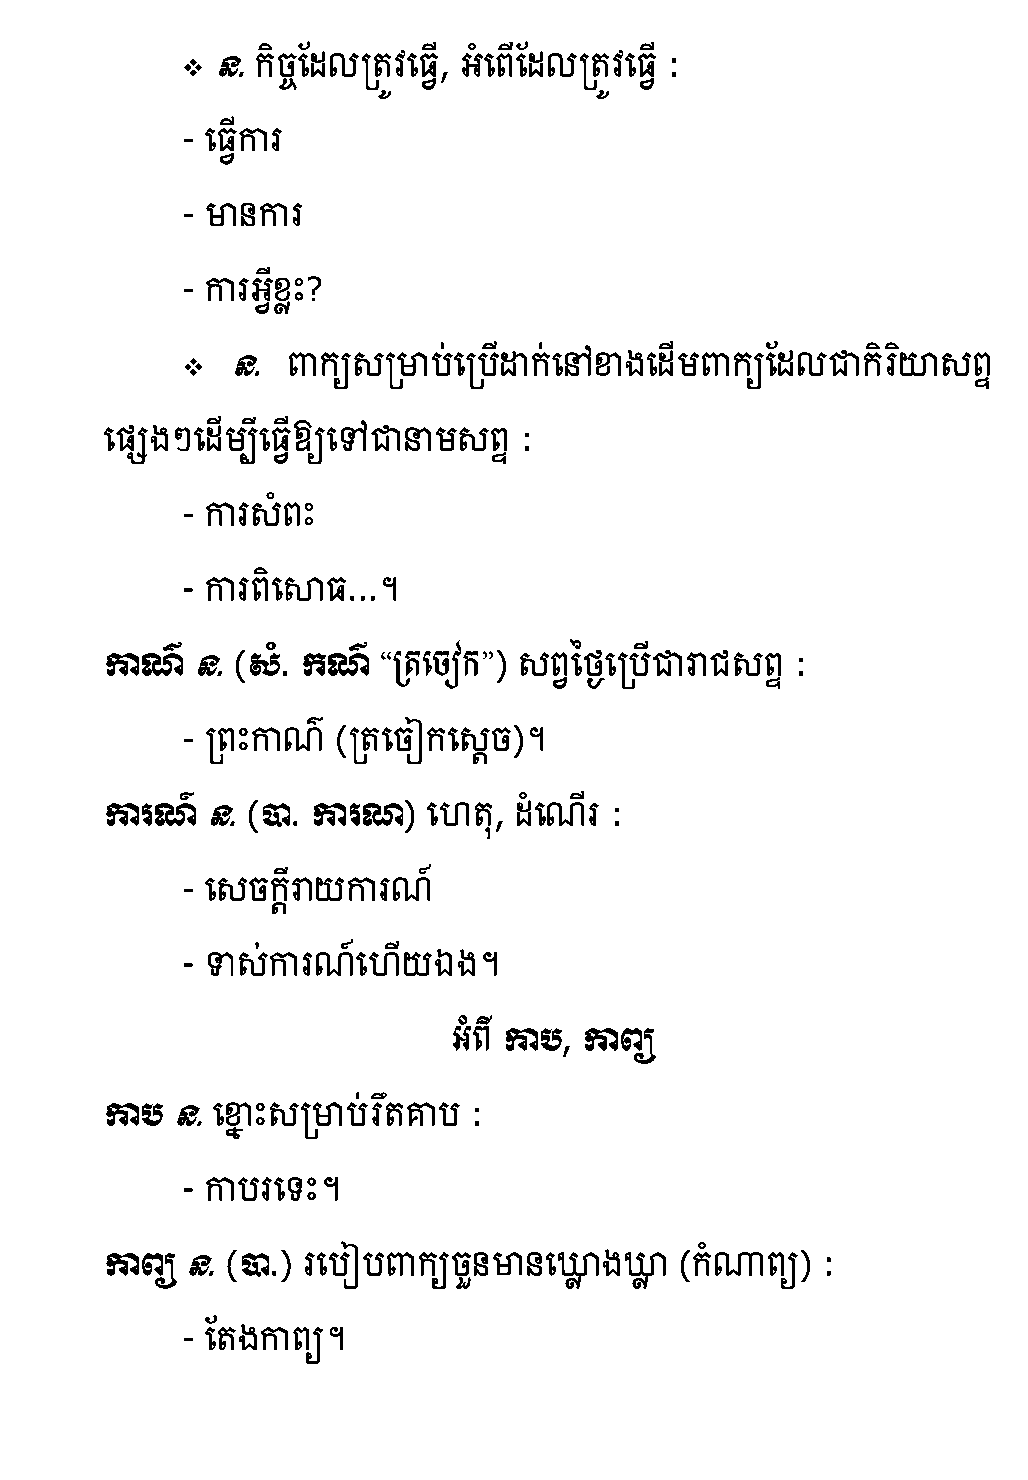 ❖ ន. កិច្ចដែលត្រូវធ្វើ, អំពើដែលត្រូវធ្វើ :
- ធ្វើការ
- មានការ
- ការអ្វីខ្លះ?
❖ ន. ពាក្យសម្រាប់ប្រើដាក់នៅខាងដើមពាក្យដែលជាកិរិយាសព្ទ
ផ្សេងៗដើម្បីធ្វើឱ្យទៅជានាមសព្ទ :
- ការសំពះ
- ការពិសោធ...។
កាណ៌ ន. (សំ. កណ៌ “ត្រចៀក”) សព្វថ្ងៃប្រើជារាជសព្ទ :
- ព្រះកាណ៌ (ត្រចៀកស្តេច)។
ការណ៍ ន. (បា. ការណ) ហេតុ, ដំណើរ :
- សេចក្តីរាយការណ៍
- ទាស់ការណ៍ហើយឯង។
អំពី កាប, កាព្យ
កាប ន. ខ្នោះសម្រាប់រឹតគាប :
- កាបរទេះ។
កាព្យ ន. (បា.) របៀបពាក្យចួនមានឃ្លោងឃ្លា (កំណាព្យ) :
- តែងកាព្យ។